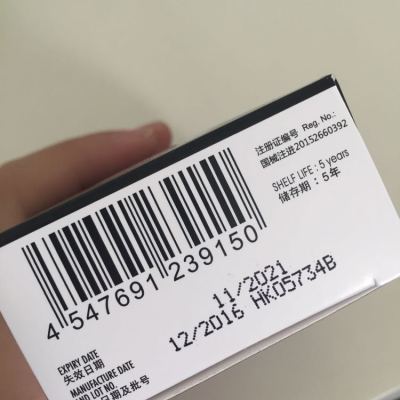 注册证编号 Reg. No.:
国械注进20152660392
SHELF LIFE : 5 years
储存期 : 5年
4 547691 239150
11/2021
12/2016 HK05734B
EXPIRY DATE
失效日期
MANUFACTURE DATE
AND LOT NO.
日期及批号